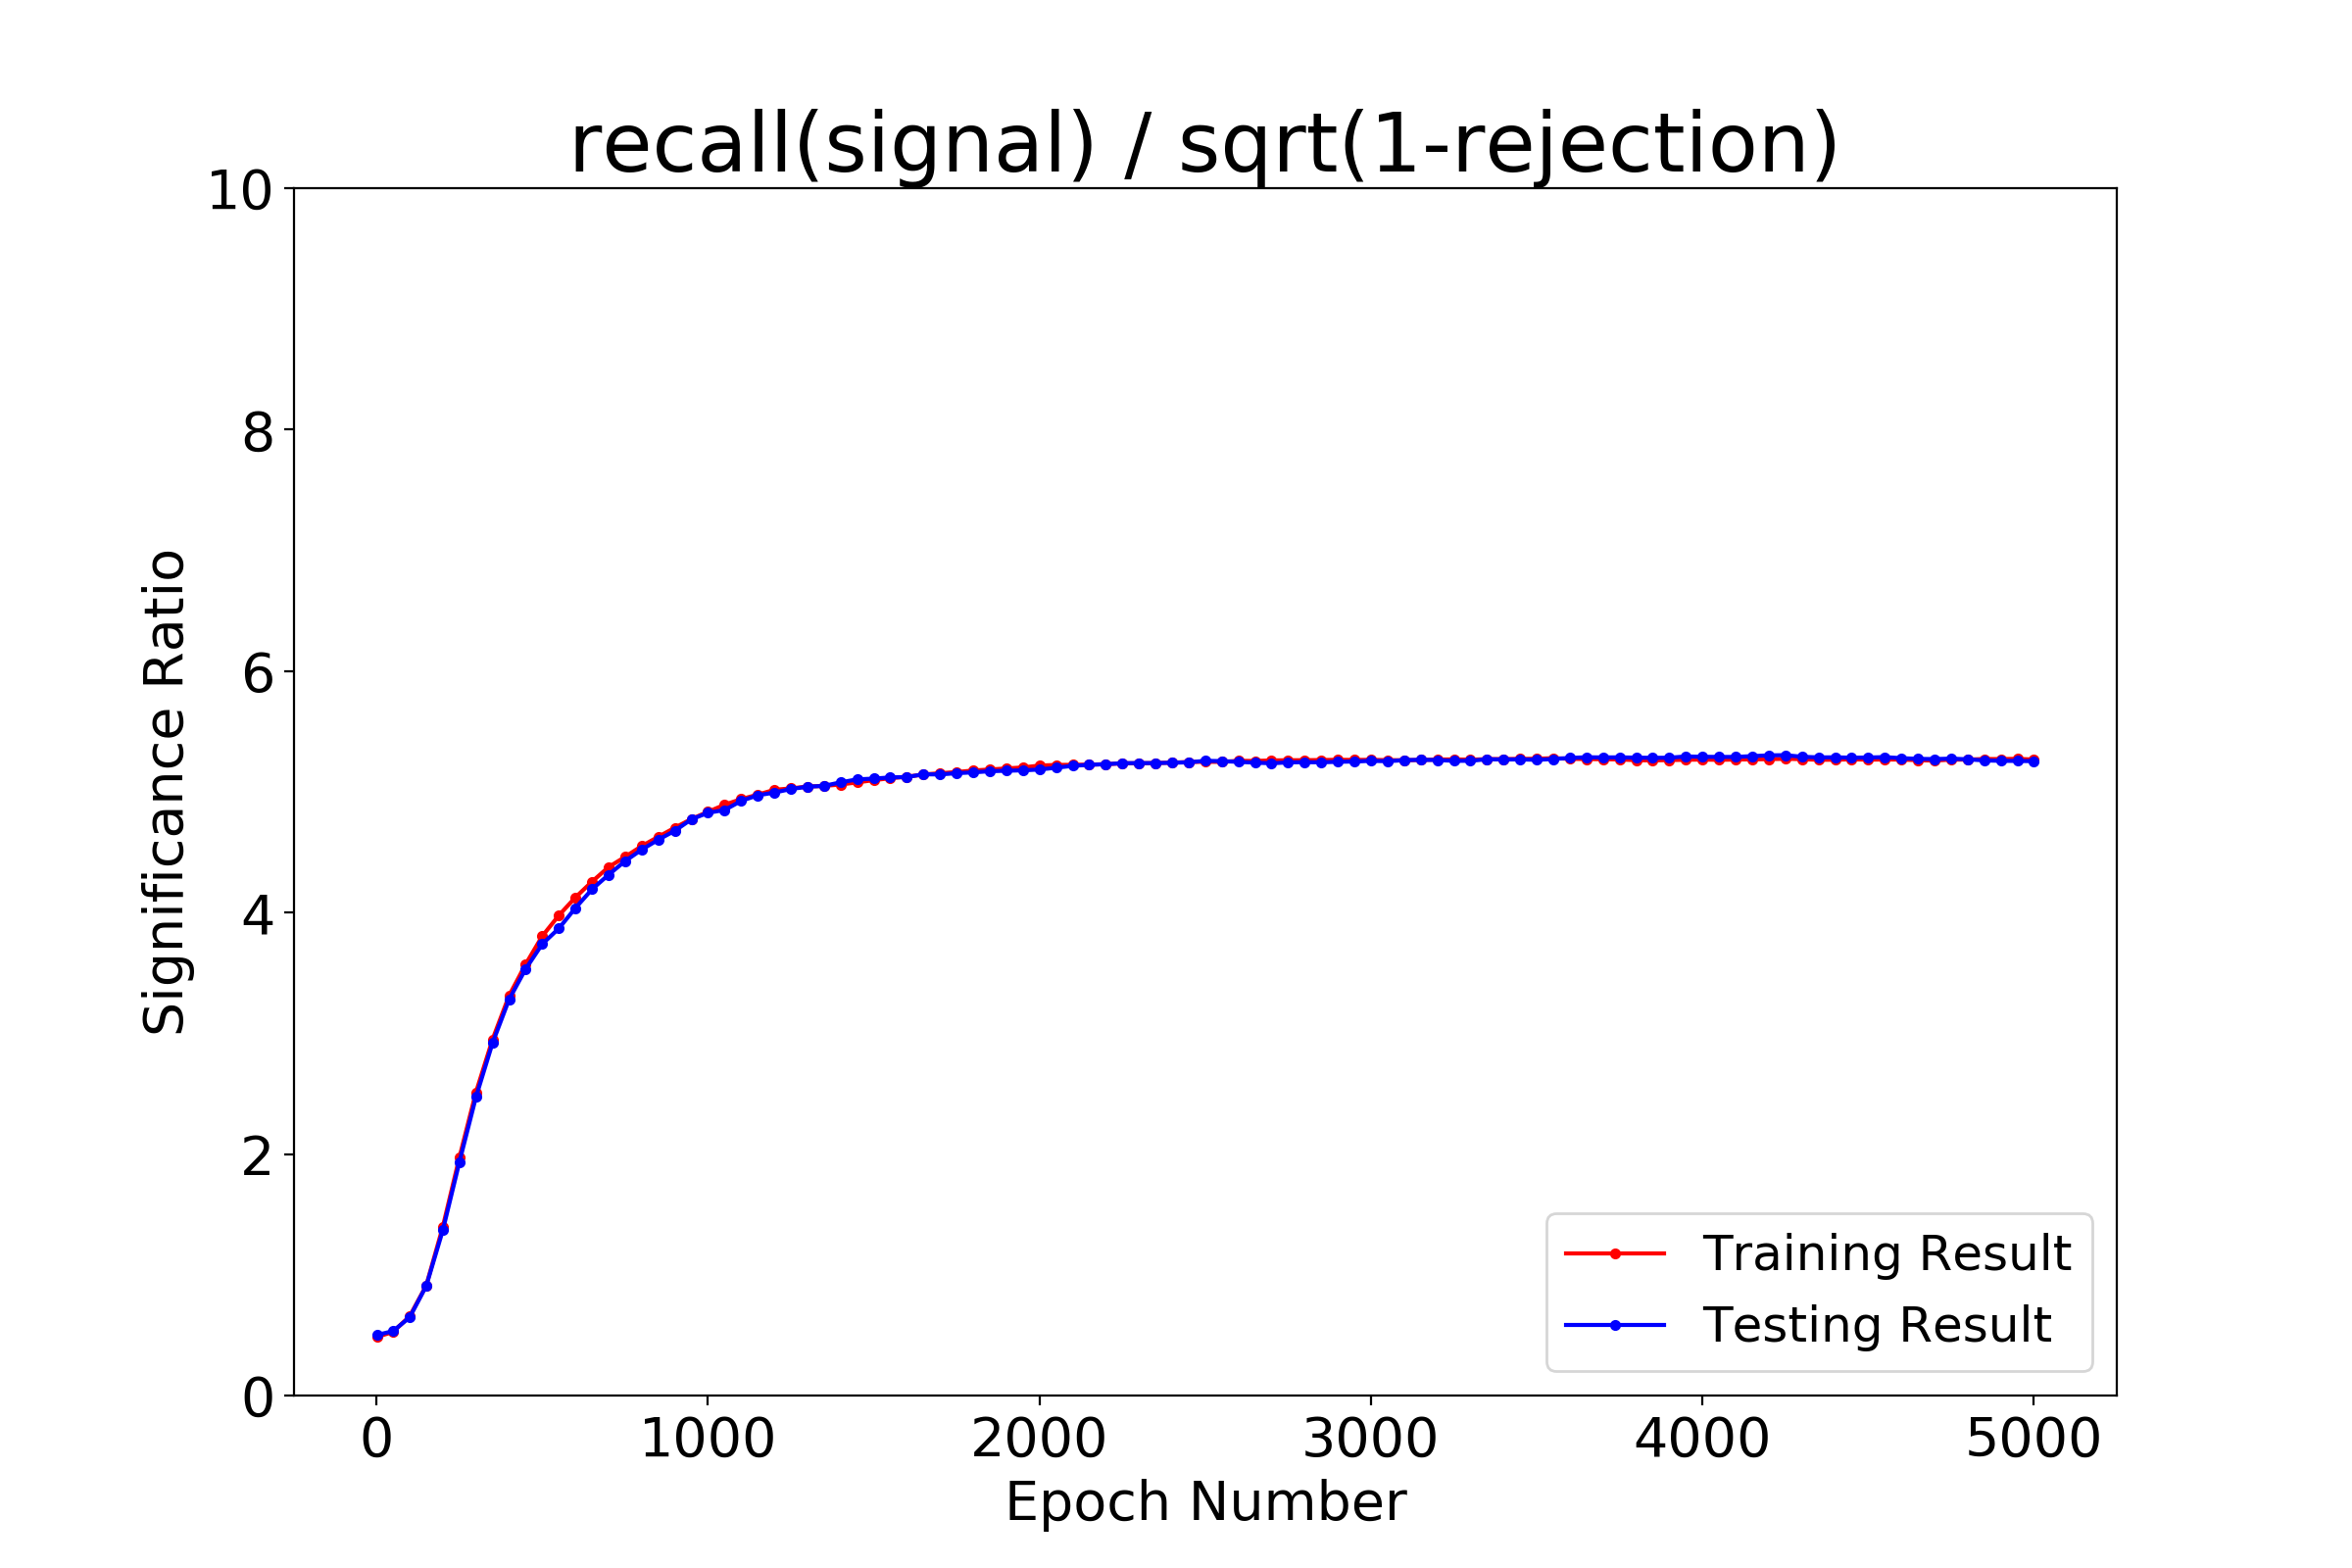 recall(signal) / sqrt(1-rejection)
10
8
6
4
2
0
Significance Ratio
0 1000 2000 3000 4000 5000
Epoch Number
Training Result
Testing Result